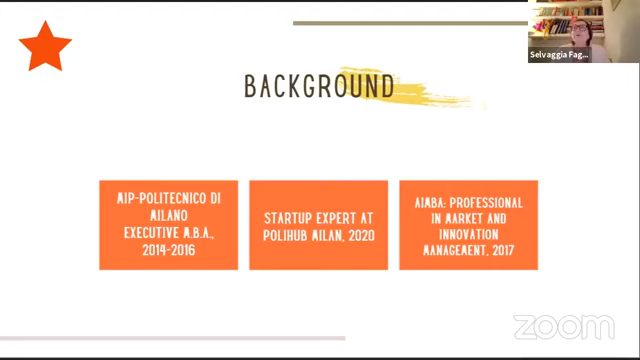 Selvaggia Fag...
BACKGROUND
MIP-POLITECNICO DI
MILANO
EXECUTIVE M.B.A.,
2014-2016
STARTUP EXPERT AT
POLIHUB MILAN, 2020
AIMBA: PROFESSIONAL
IN MARKET AND
INNOVATION
MANAGEMENT, 2017
zoom